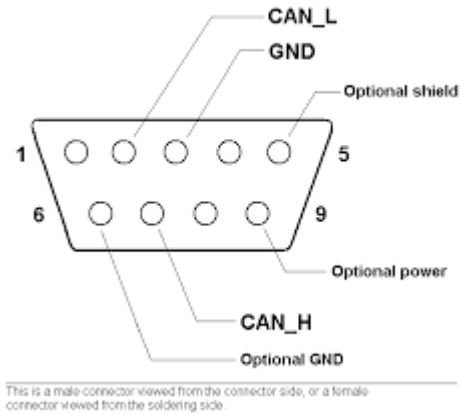 CAN_L
GND
Optional shield
1
5
6
9
Optional power
CAN_H
Optional GND
This is a male connector viewed from the connector side, or a female
connector viewed from the soldering side.